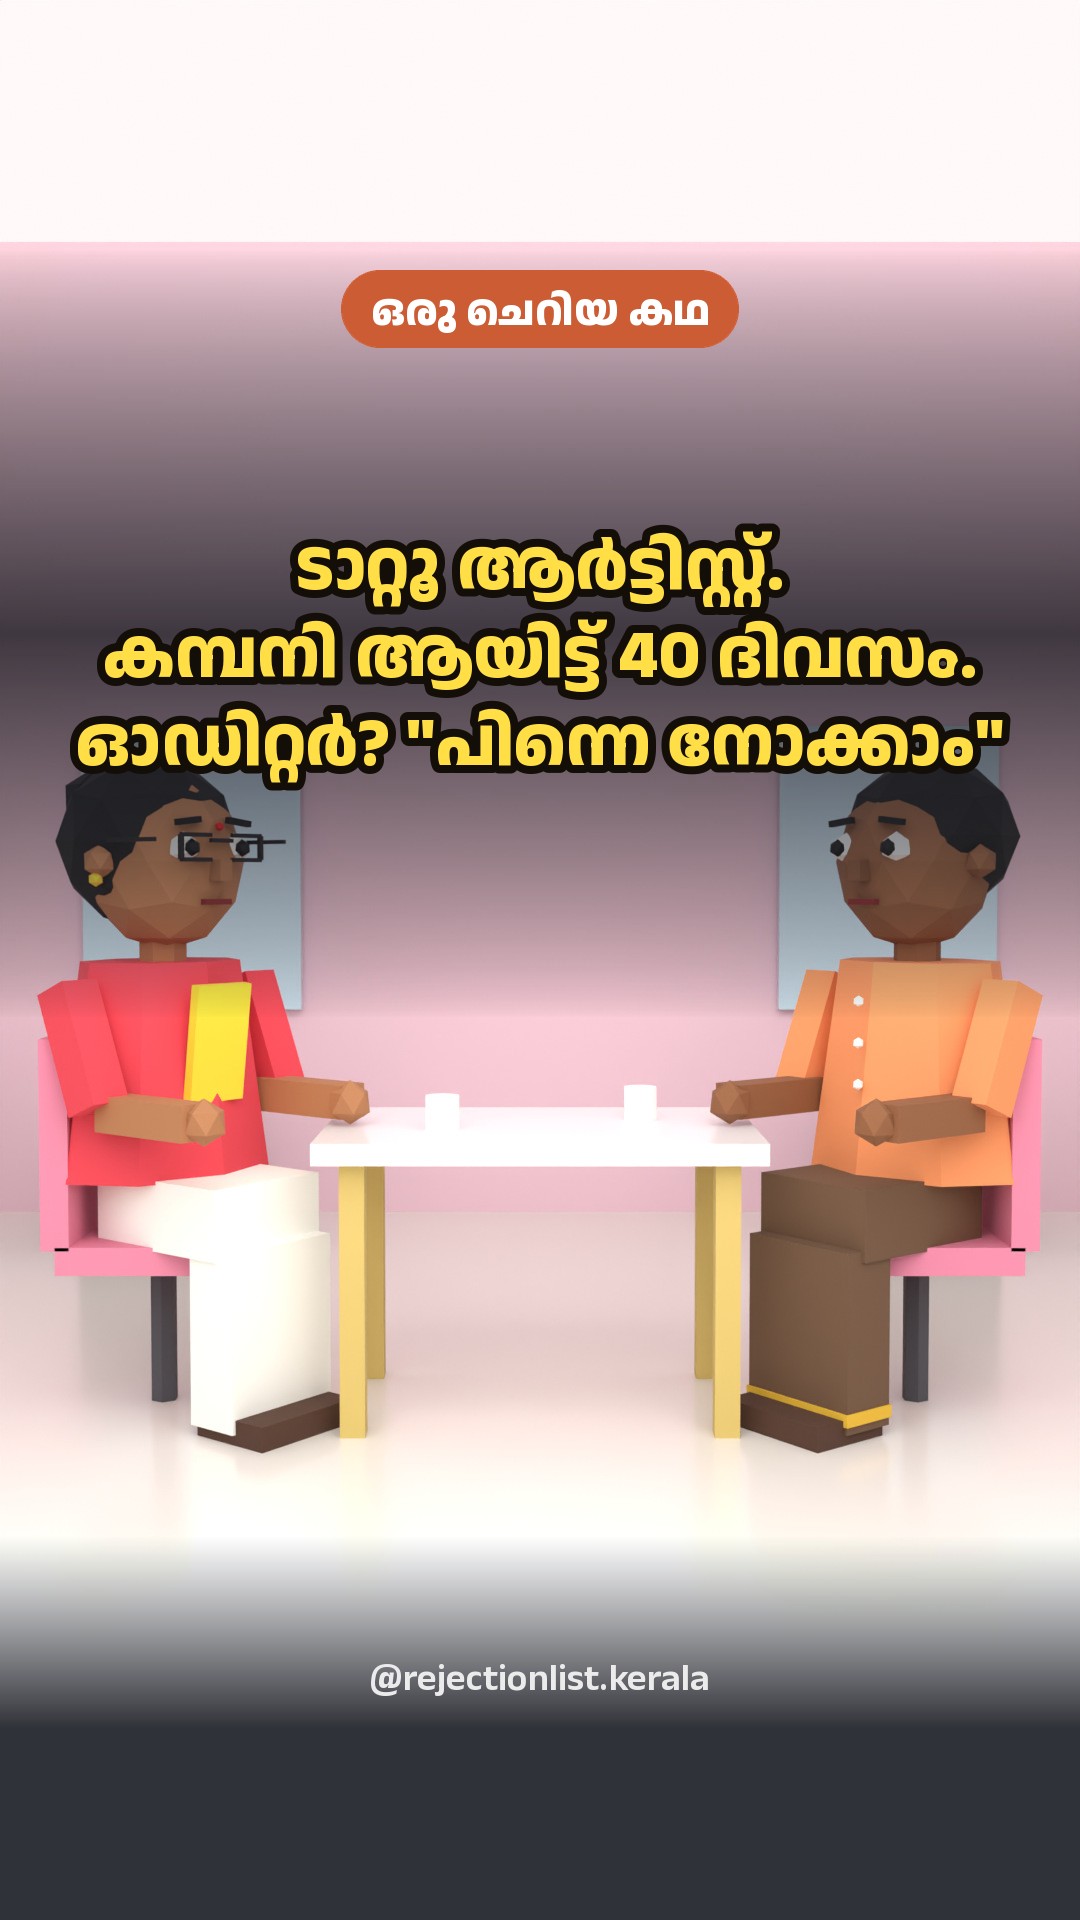 ഒരു ചെറിയ കഥ
ടാറ്റൂ ആർട്ടിസ്റ്റ്.
കമ്പനി ആയിട്ട് 40 ദിവസം.
ഓഡിറ്റർ? "പിന്നെ നോക്കാം"
@rejectionlist.kerala